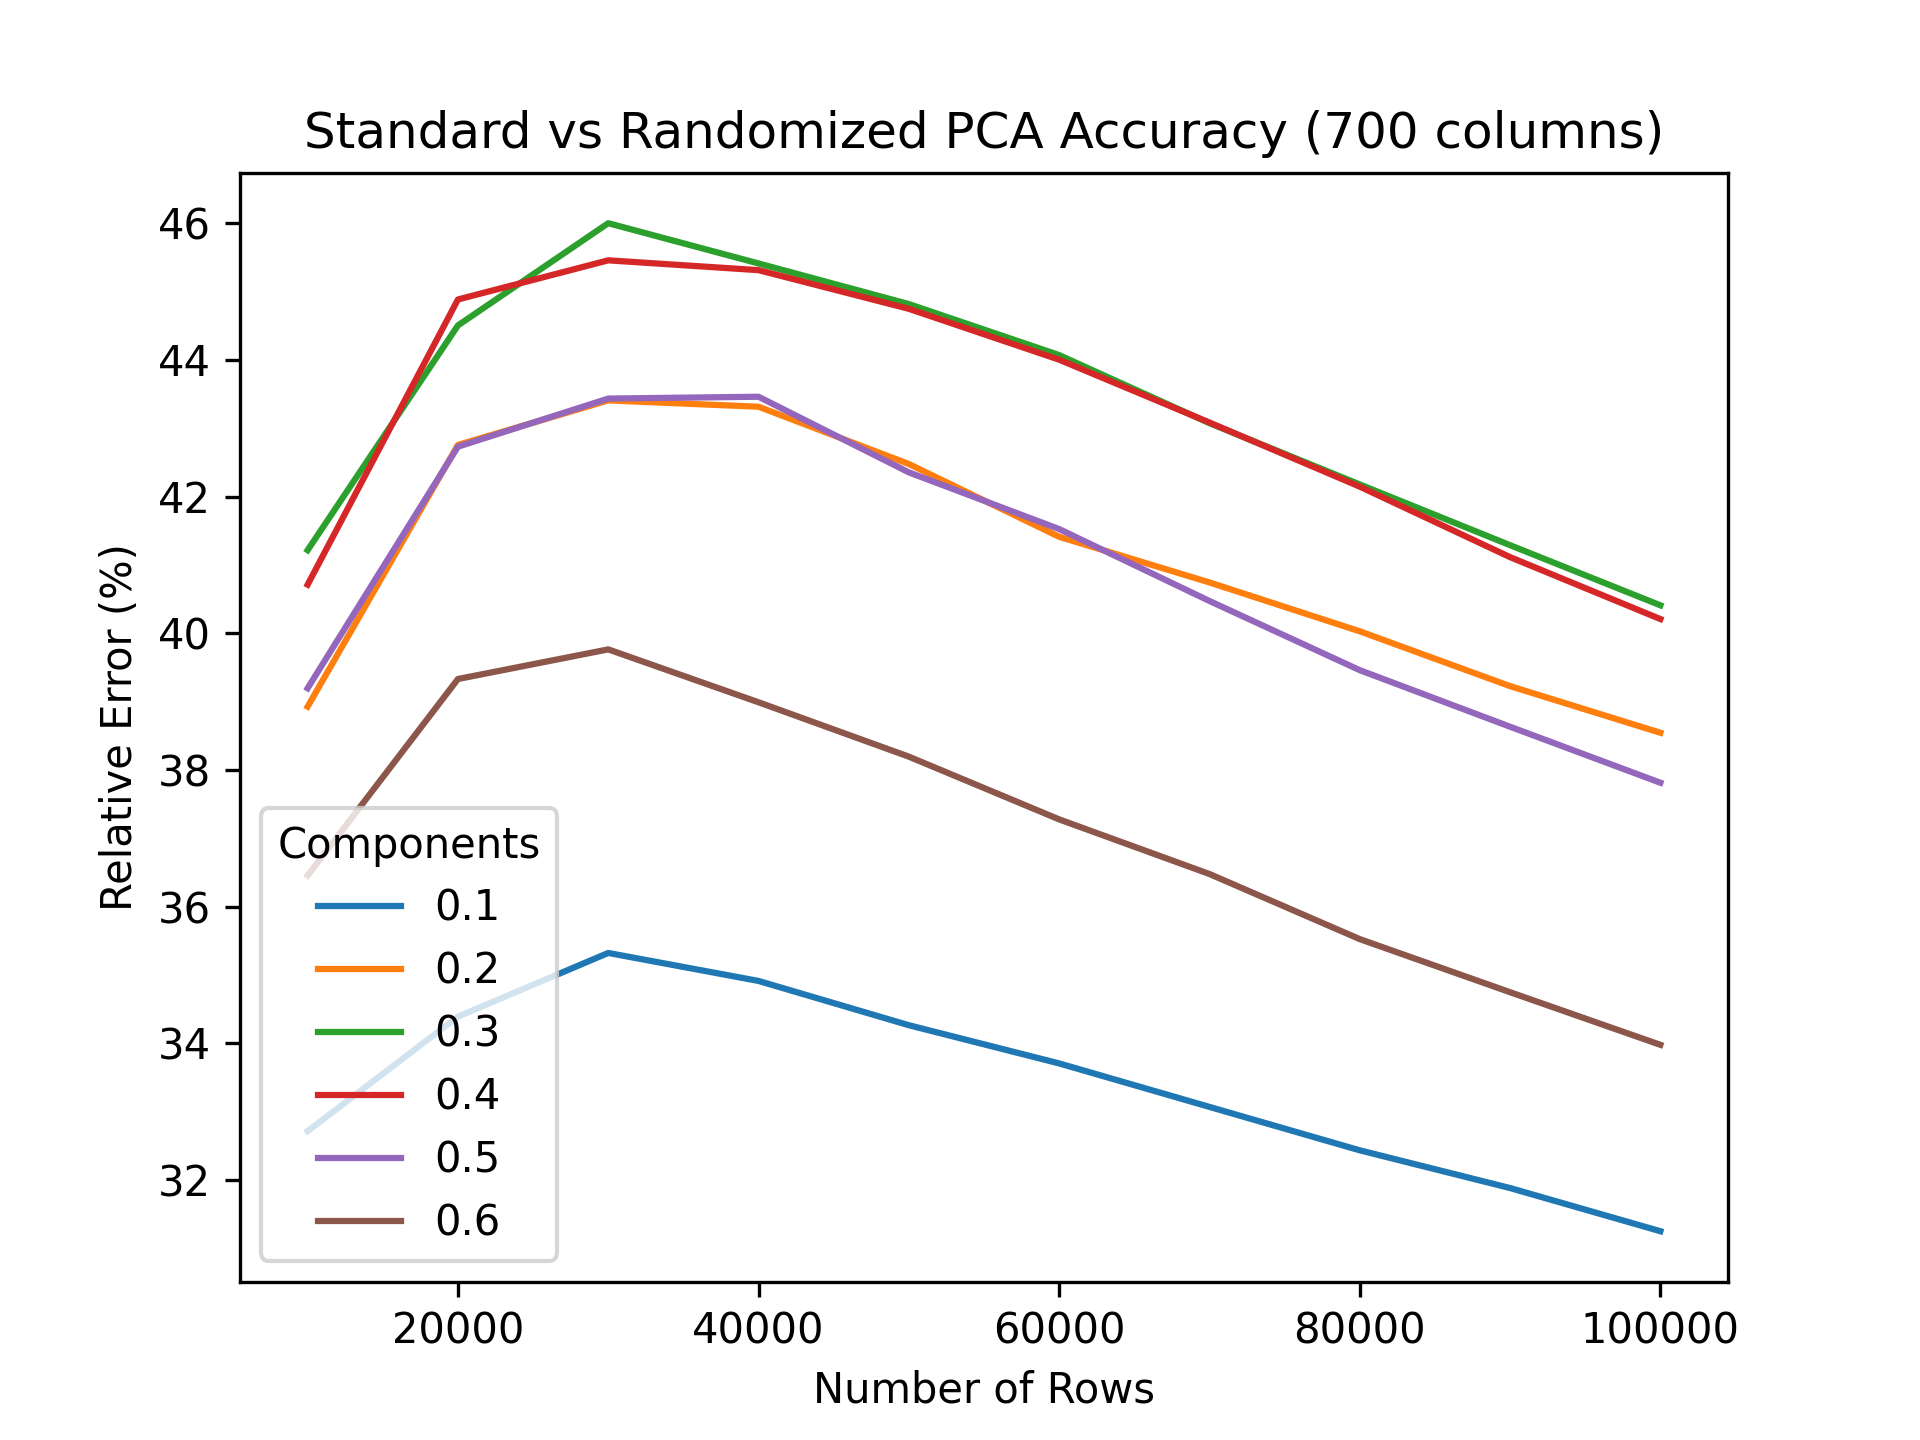 Standard vs Randomized PCA Accuracy (700 columns)
46
44
42
40
38
36
34
32
Relative Error (%)
Components
0.1
0.2
0.3
0.4
0.5
0.6
20000 40000 60000 80000 100000
Number of Rows